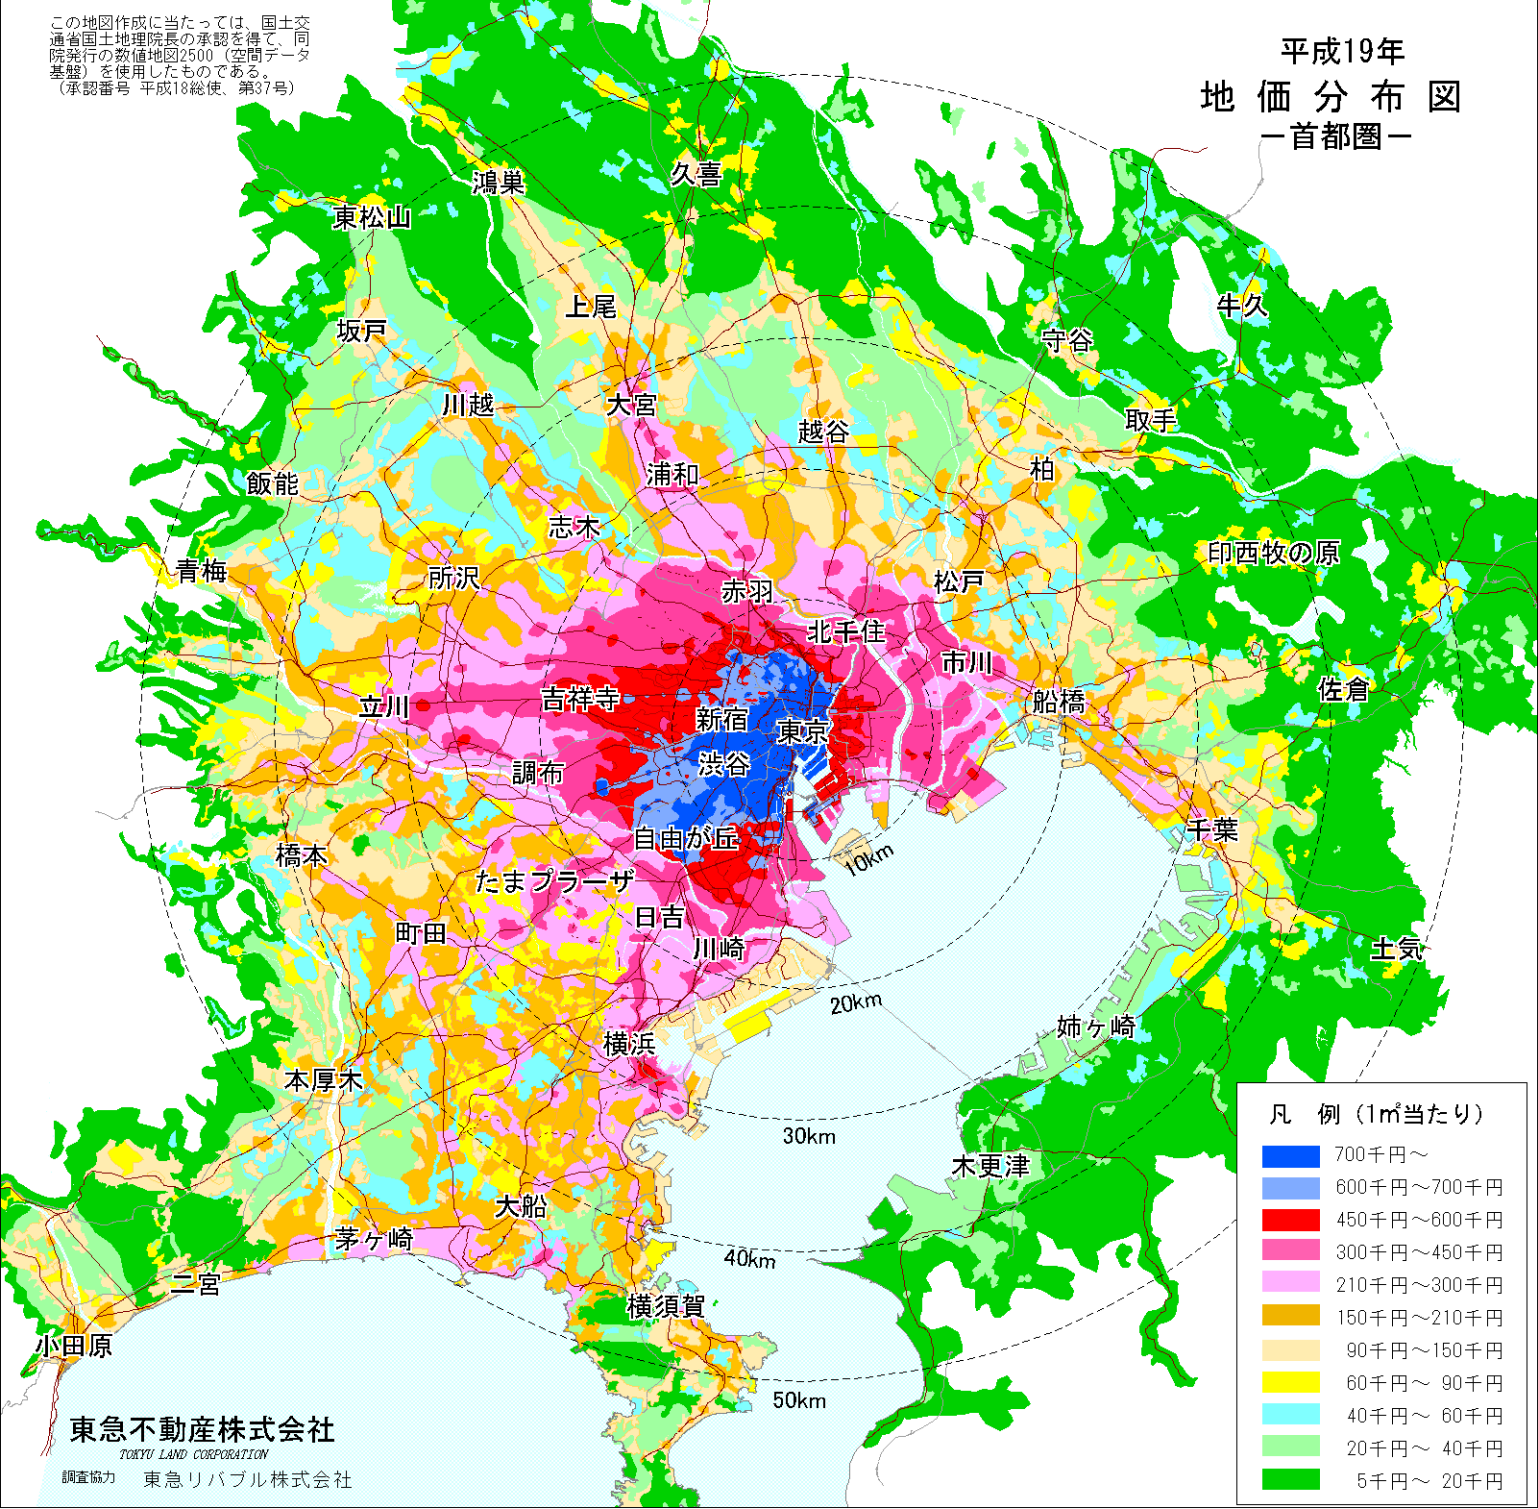 この地図作成に当たっては、国土交
通省国土地理院長の承認を得て、同
院発行の数値地図2500（空間データ
基盤）を使用したものである。
（承認番号 平成18総使、第37号）
平成19年
地価分布図
－首都圏－
鴻巣
久喜
東松山
上尾
牛久
坂戸
守谷
川越
大宮
取手
越谷
浦和
柏
飯能
志木
印西牧の原
青梅
所沢
松戸
赤羽
北千住
市川
佐倉
立川
吉祥寺
船橋
新宿
東京
調布
渋谷
千葉
自由が丘
橋本
10km
たまプラーザ
日吉
町田
川崎
土気
20km
姉ヶ崎
横浜
本厚木
30km
木更津
大船
茅ヶ崎
40km
二宮
横須賀
小田原
50km
凡 例（1㎡当たり）
700千円～
600千円～700千円
450千円～600千円
300千円～450千円
210千円～300千円
150千円～210千円
90千円～150千円
60千円～ 90千円
40千円～ 60千円
20千円～ 40千円
5千円～ 20千円
東急不動産株式会社
TOKYU LAND CORPORATION
調査協力 東急リバブル株式会社